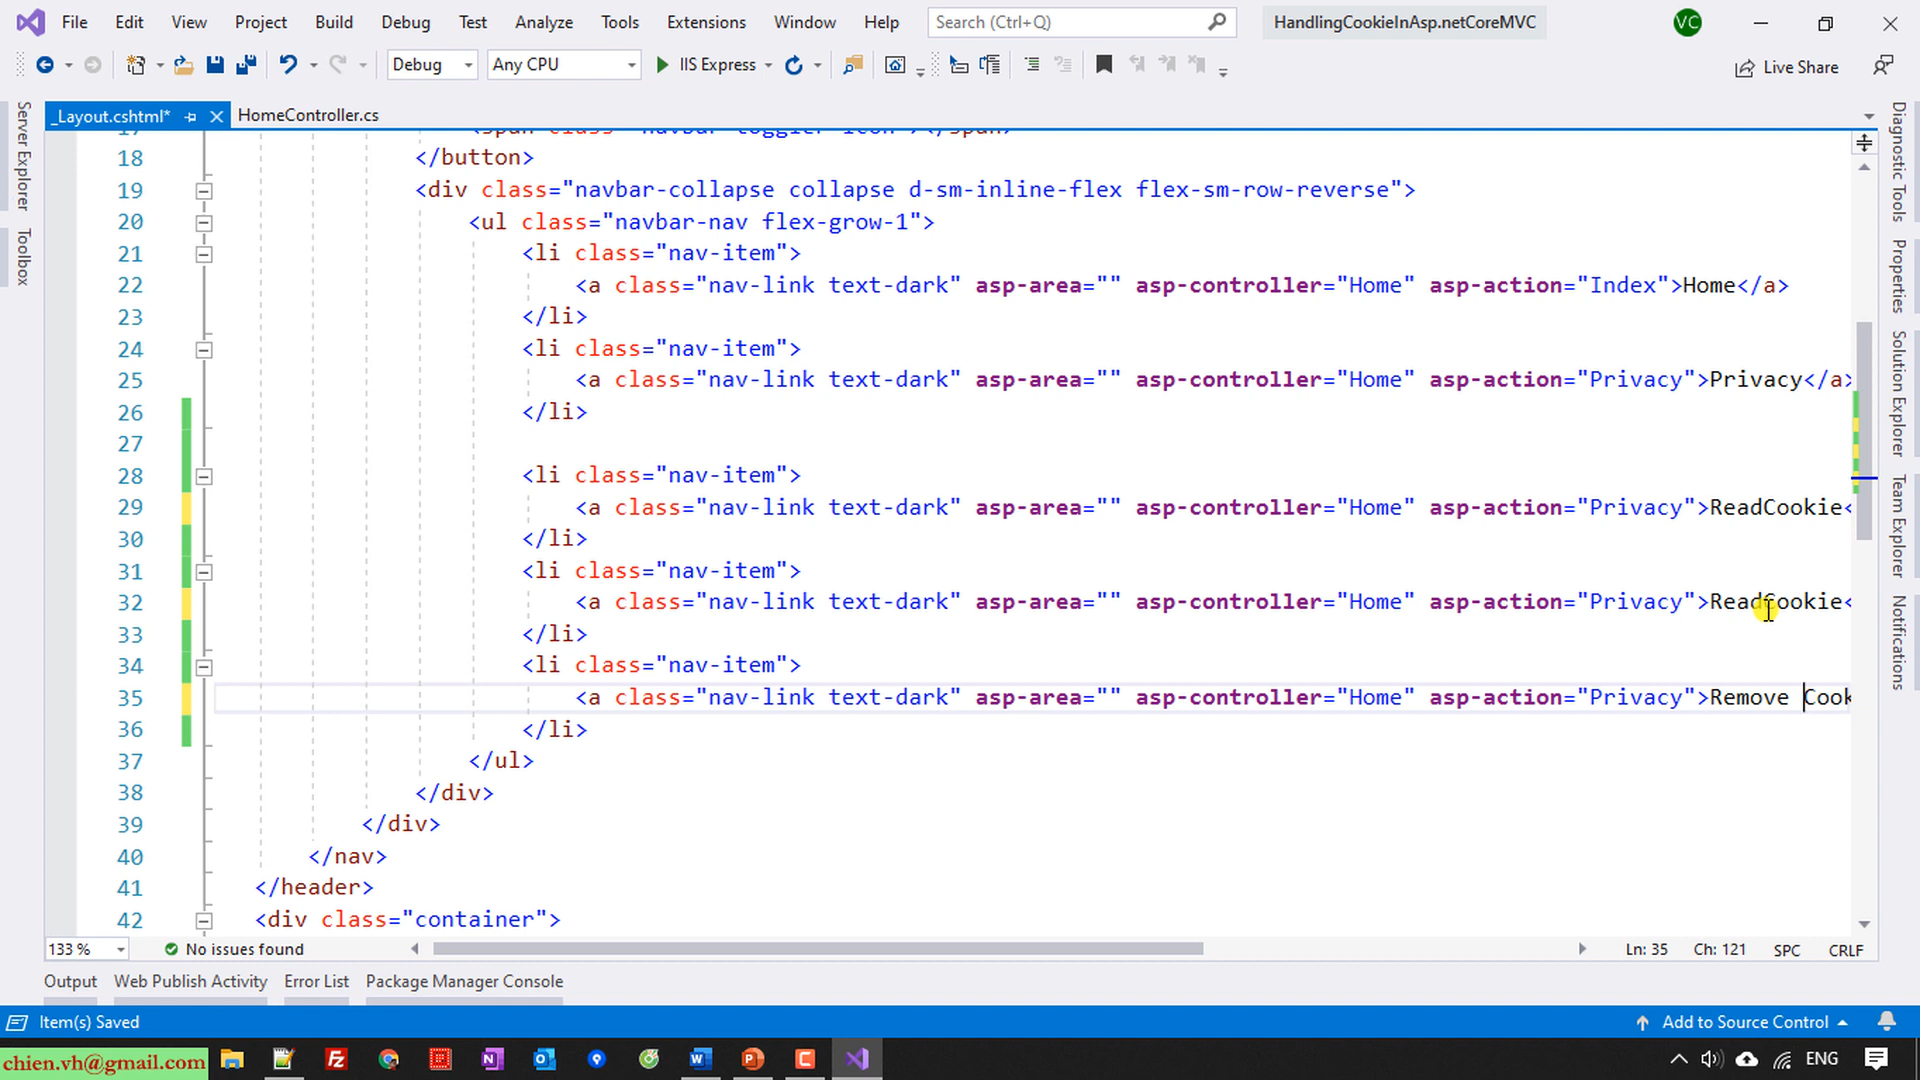 File Edit View Project Build Debug Test Analyze Tools Extensions Window Help Search (Ctrl+Q) HandlingCookieInAsp.netCoreMVC VC
Debug Any CPU IIS Express Live Share
_Layout.cshtml* HomeController.cs
Server Explorer
Toolbox
Diagnostic Tools
Properties
Solution Explorer
Team Explorer
Notifications
18 </button>
19 <div class="navbar-collapse collapse d-sm-inline-flex flex-sm-row-reverse">
20 <ul class="navbar-nav flex-grow-1">
21 <li class="nav-item">
22 <a class="nav-link text-dark" asp-area="" asp-controller="Home" asp-action="Index">Home</a>
23 </li>
24 <li class="nav-item">
25 <a class="nav-link text-dark" asp-area="" asp-controller="Home" asp-action="Privacy">Privacy</a>
26 </li>
27
28 <li class="nav-item">
29 <a class="nav-link text-dark" asp-area="" asp-controller="Home" asp-action="Privacy">ReadCookie<
30 </li>
31 <li class="nav-item">
32 <a class="nav-link text-dark" asp-area="" asp-controller="Home" asp-action="Privacy">ReadCookie<
33 </li>
34 <li class="nav-item">
35 <a class="nav-link text-dark" asp-area="" asp-controller="Home" asp-action="Privacy">Remove Cook
36 </li>
37 </ul>
38 </div>
39 </div>
40 </nav>
41 </header>
42 <div class="container">
133 % No issues found Ln: 35 Ch: 121 SPC CRLF
Output Web Publish Activity Error List Package Manager Console
Item(s) Saved Add to Source Control
chien.vh@gmail.com ENG